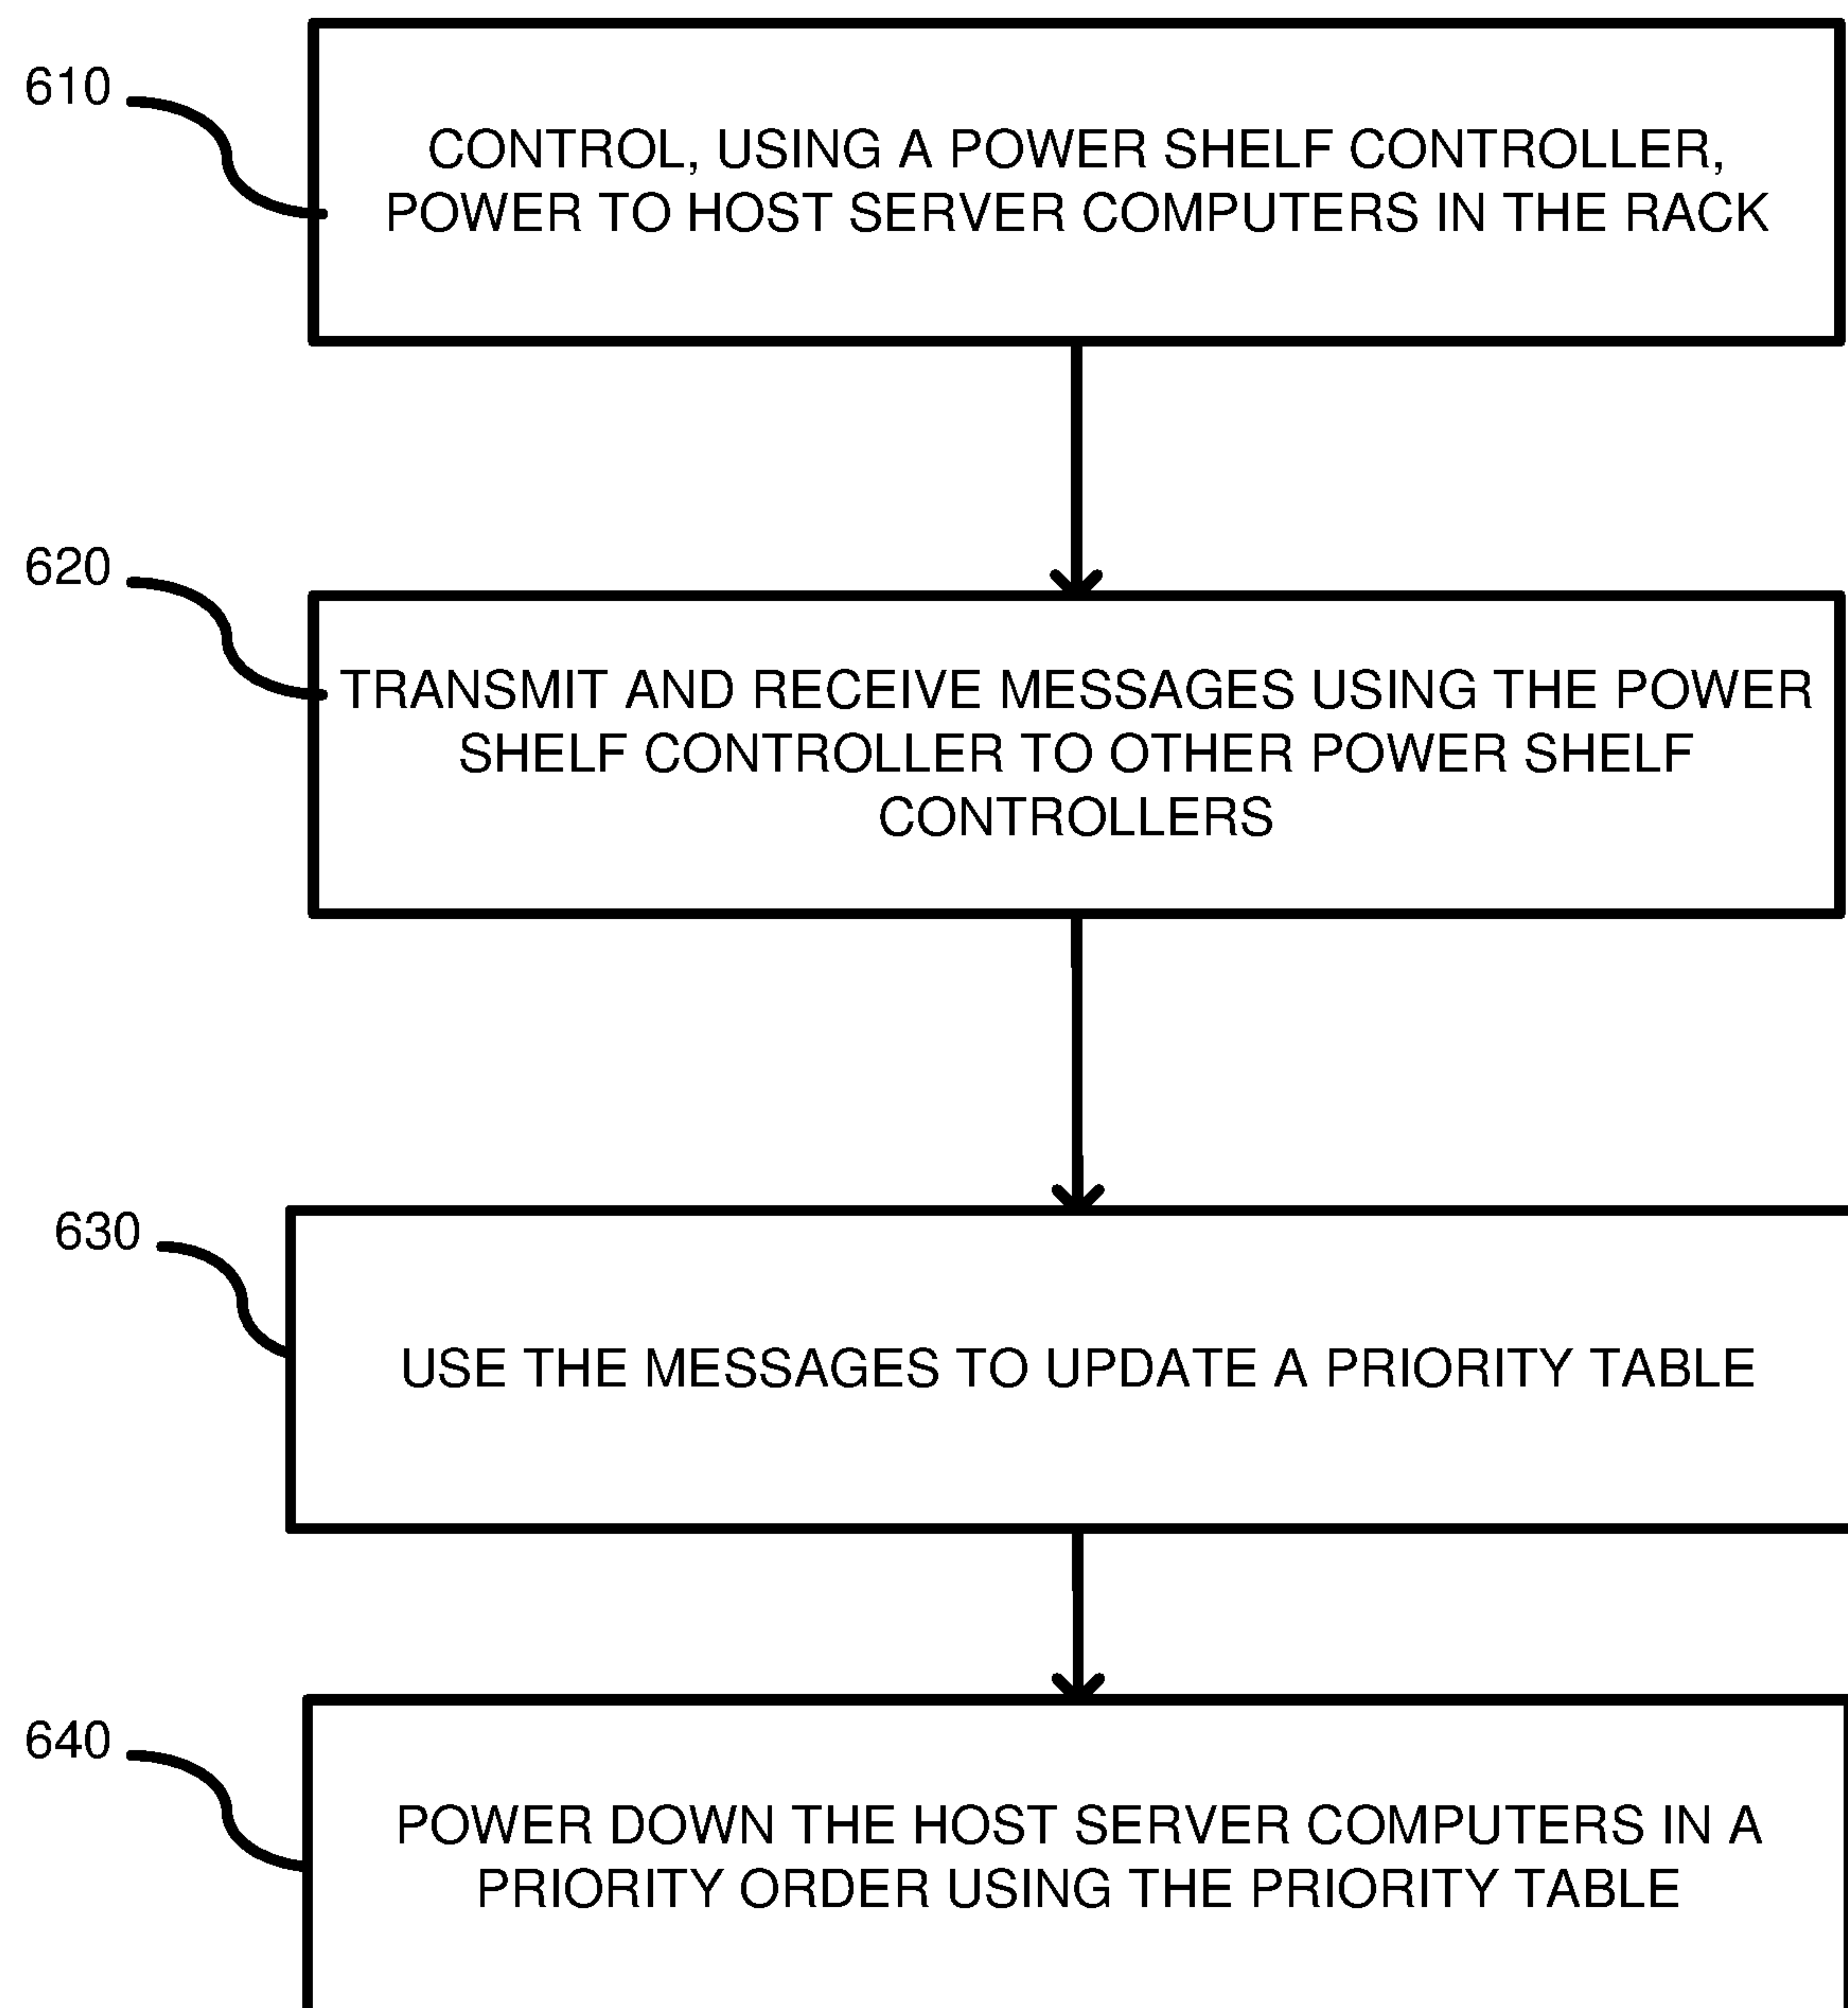 610
CONTROL, USING A POWER SHELF CONTROLLER,
POWER TO HOST SERVER COMPUTERS IN THE RACK
620
TRANSMIT AND RECEIVE MESSAGES USING THE POWER
SHELF CONTROLLER TO OTHER POWER SHELF
CONTROLLERS
630
USE THE MESSAGES TO UPDATE A PRIORITY TABLE
640
POWER DOWN THE HOST SERVER COMPUTERS IN A
PRIORITY ORDER USING THE PRIORITY TABLE